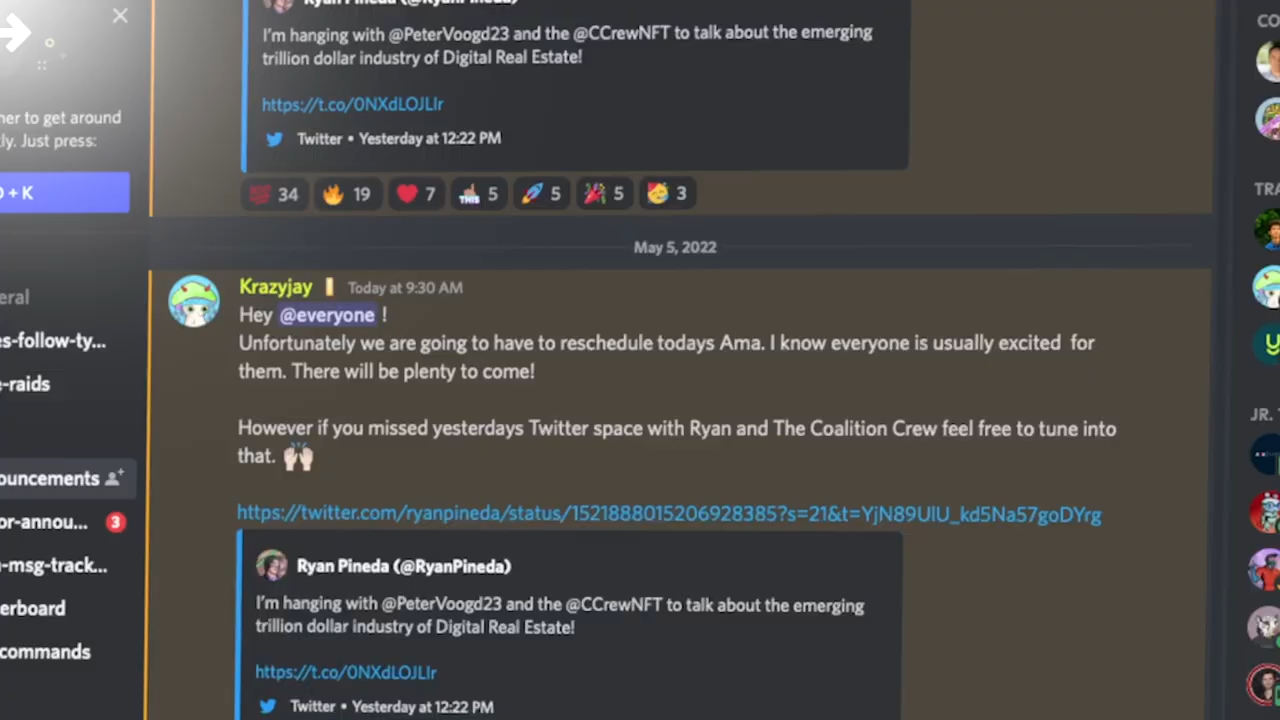 Ryan Pineda (@RyanPineda)
I'm hanging with @PeterVoogd23 and the @CCrewNFT to talk about the emerging
trillion dollar industry of Digital Real Estate!
https://t.co/0NXdLOJLIr
Twitter • Yesterday at 12:22 PM
34 19 7 THIS 5 5 5 3
May 5, 2022
Krazyjay Today at 9:30 AM
Hey @everyone !
Unfortunately we are going to have to reschedule todays Ama. I know everyone is usually excited for
them. There will be plenty to come!
However if you missed yesterdays Twitter space with Ryan and The Coalition Crew feel free to tune into
that.
https://twitter.com/ryanpineda/status/1521888015206928385?s=21&t=YjN89UlU_kd5Na57goDYrg
Ryan Pineda (@RyanPineda)
I'm hanging with @PeterVoogd23 and the @CCrewNFT to talk about the emerging
trillion dollar industry of Digital Real Estate!
https://t.co/0NXdLOJLIr
Twitter • Yesterday at 12:22 PM
ner to get around
ly. Just press:
+ K
eral
es-follow-ty...
-raids
ouncements
or-annou... 3
-msg-track...
erboard
commands
CO
TRA
JR.